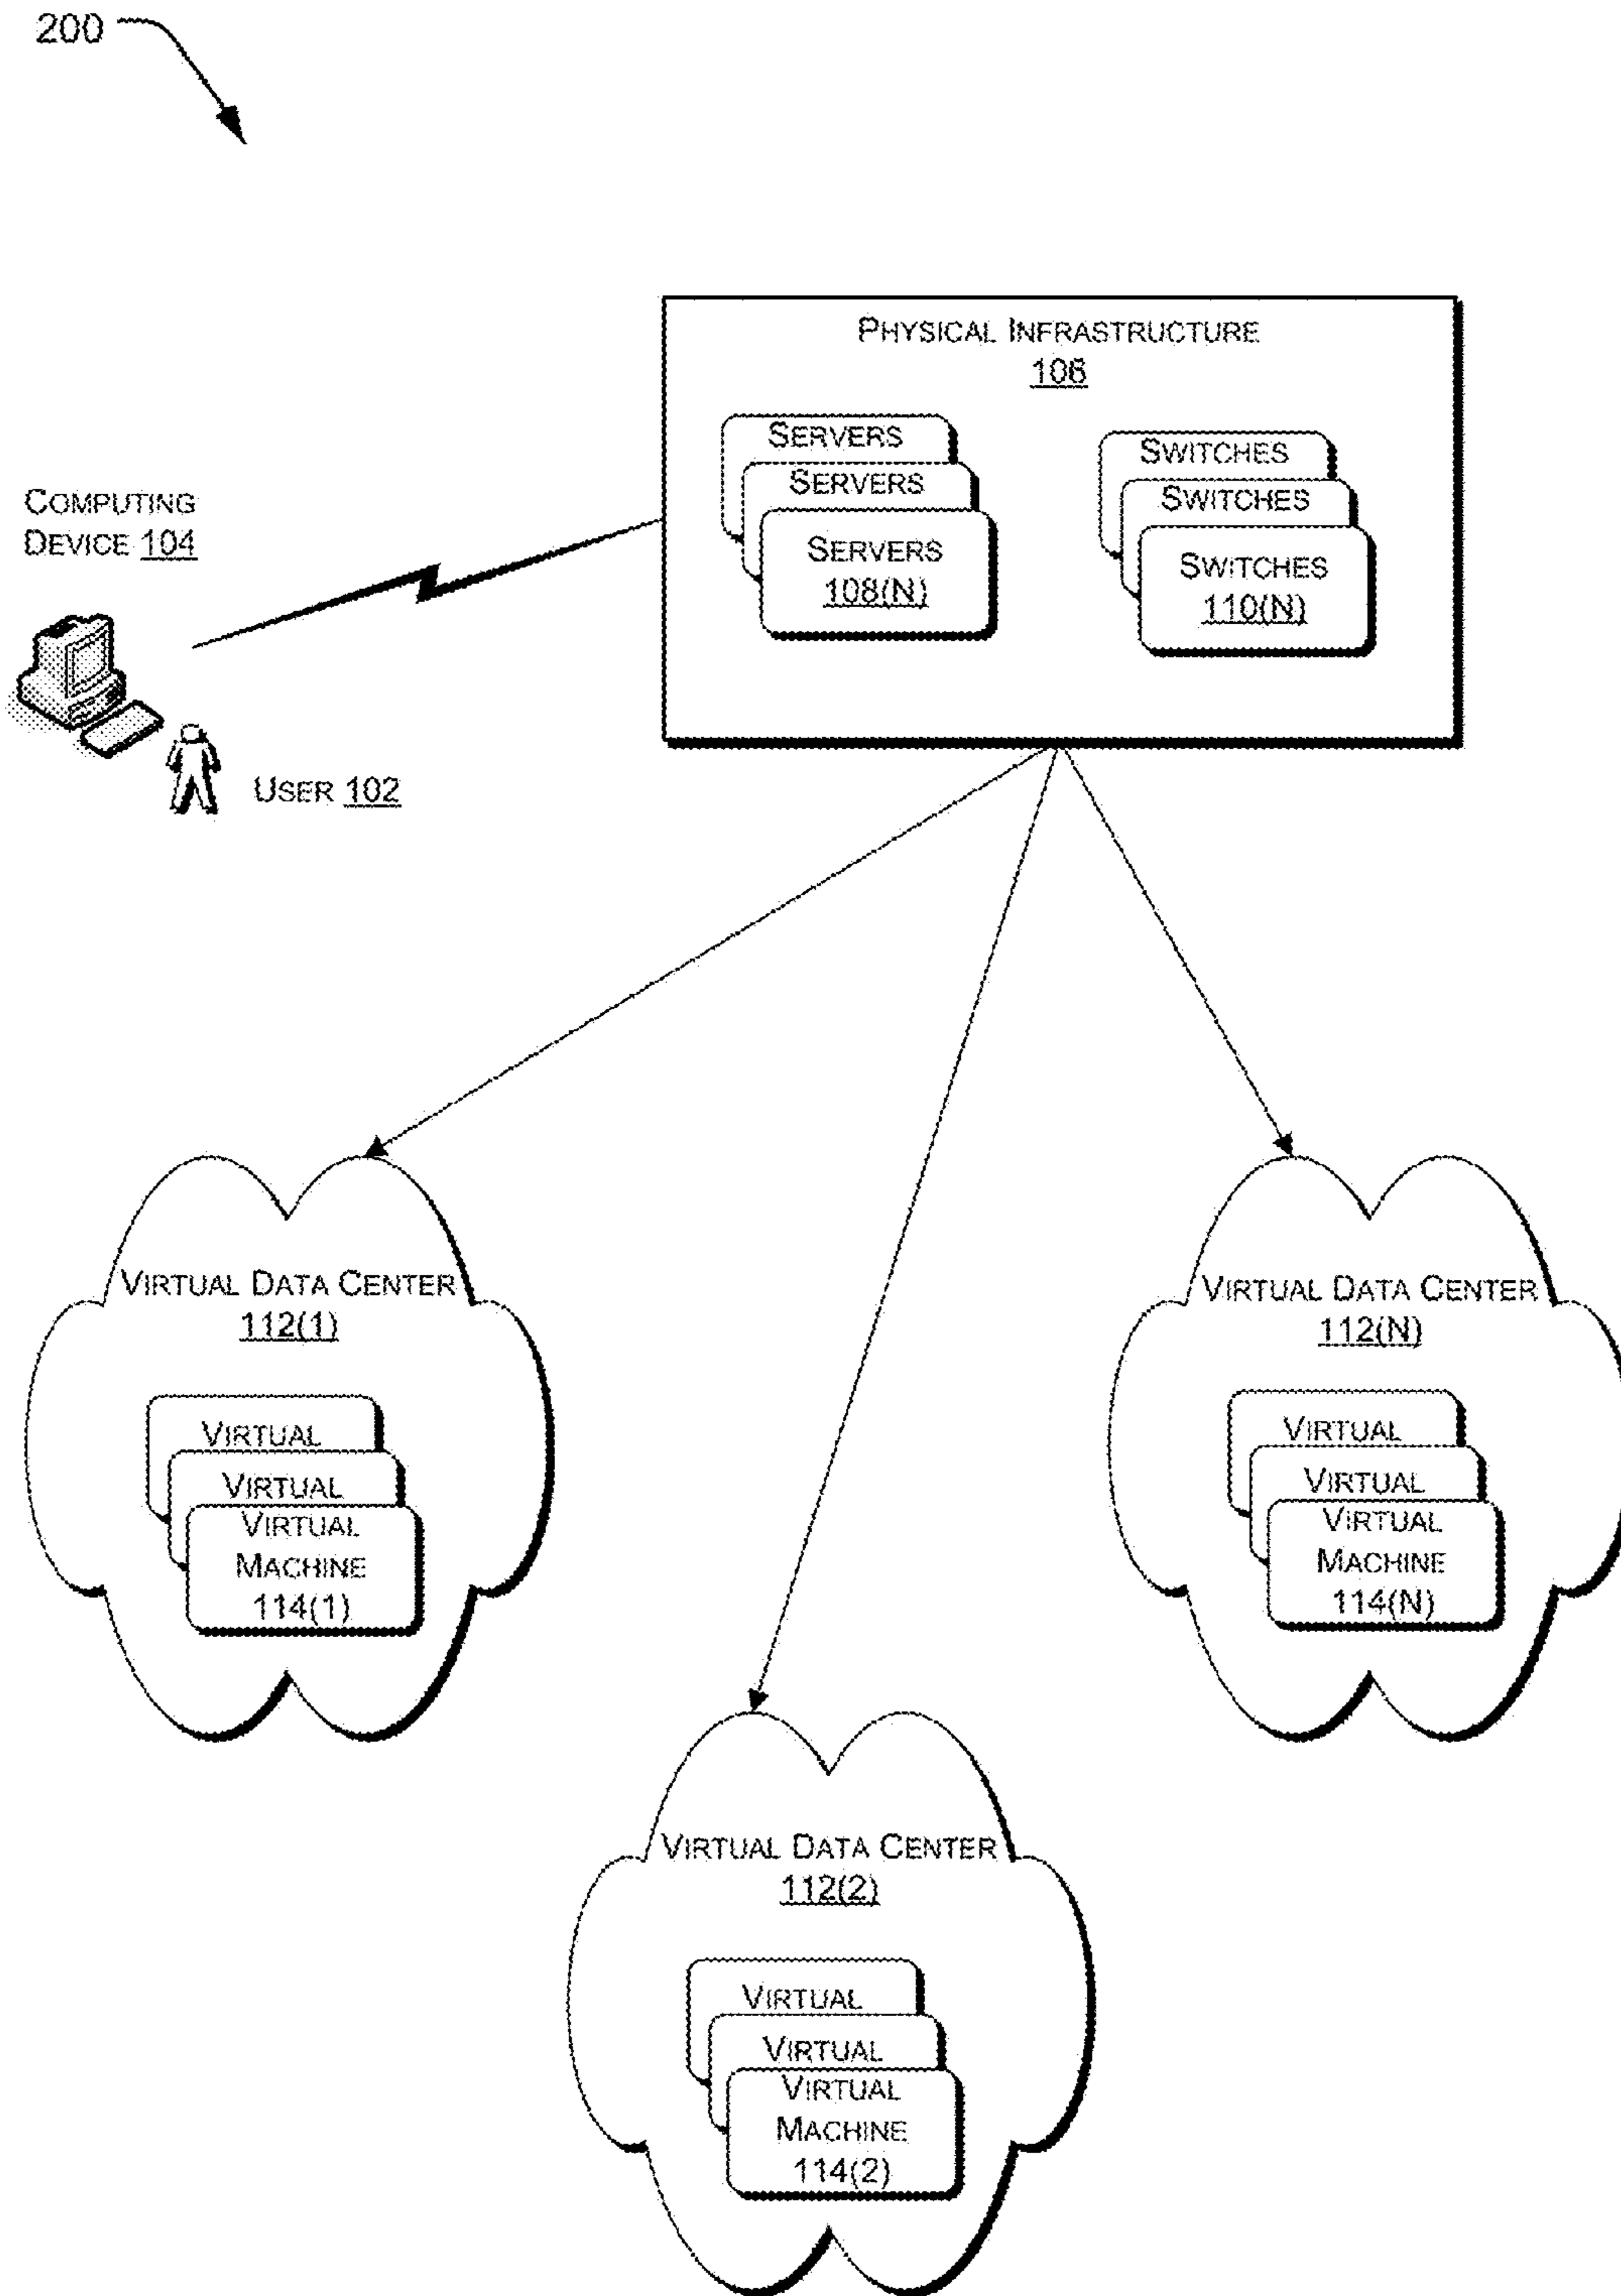 200
PHYSICAL INFRASTRUCTURE
106
SERVERS
SERVERS
SERVERS
108(N)
SWITCHES
SWITCHES
SWITCHES
110(N)
COMPUTING
DEVICE 104
USER 102
VIRTUAL DATA CENTER
112(1)
VIRTUAL
VIRTUAL
VIRTUAL
MACHINE
114(1)
VIRTUAL DATA CENTER
112(N)
VIRTUAL
VIRTUAL
VIRTUAL
MACHINE
114(N)
VIRTUAL DATA CENTER
112(2)
VIRTUAL
VIRTUAL
VIRTUAL
MACHINE
114(2)